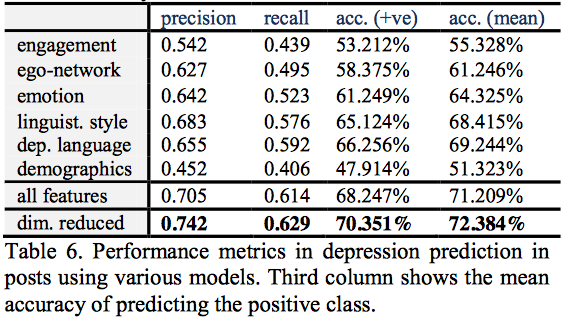 precision recall acc. (+ve) acc. (mean)
engagement 0.542 0.439 53.212% 55.328%
ego-network 0.627 0.495 58.375% 61.246%
emotion 0.642 0.523 61.249% 64.325%
linguist. style 0.683 0.576 65.124% 68.415%
dep. language 0.655 0.592 66.256% 69.244%
demographics 0.452 0.406 47.914% 51.323%
all features 0.705 0.614 68.247% 71.209%
dim. reduced 0.742 0.629 70.351% 72.384%
Table 6. Performance metrics in depression prediction in
posts using various models. Third column shows the mean
accuracy of predicting the positive class.